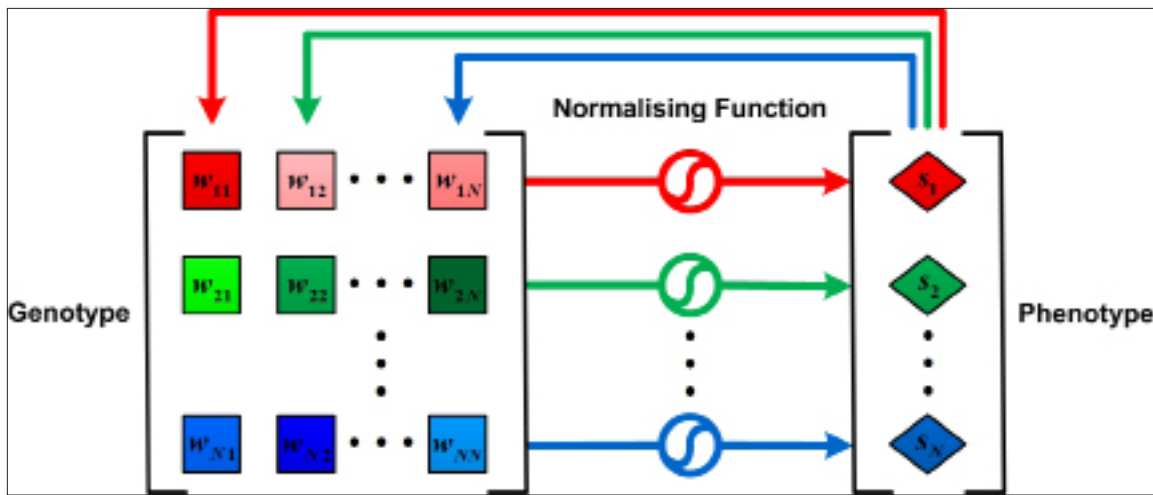 Normalising Function
w11 w12 • • • w1N s1
w21 w22 • • • w2N s2
Genotype
Phenotype
wN1 wN2 • • • wNN sN